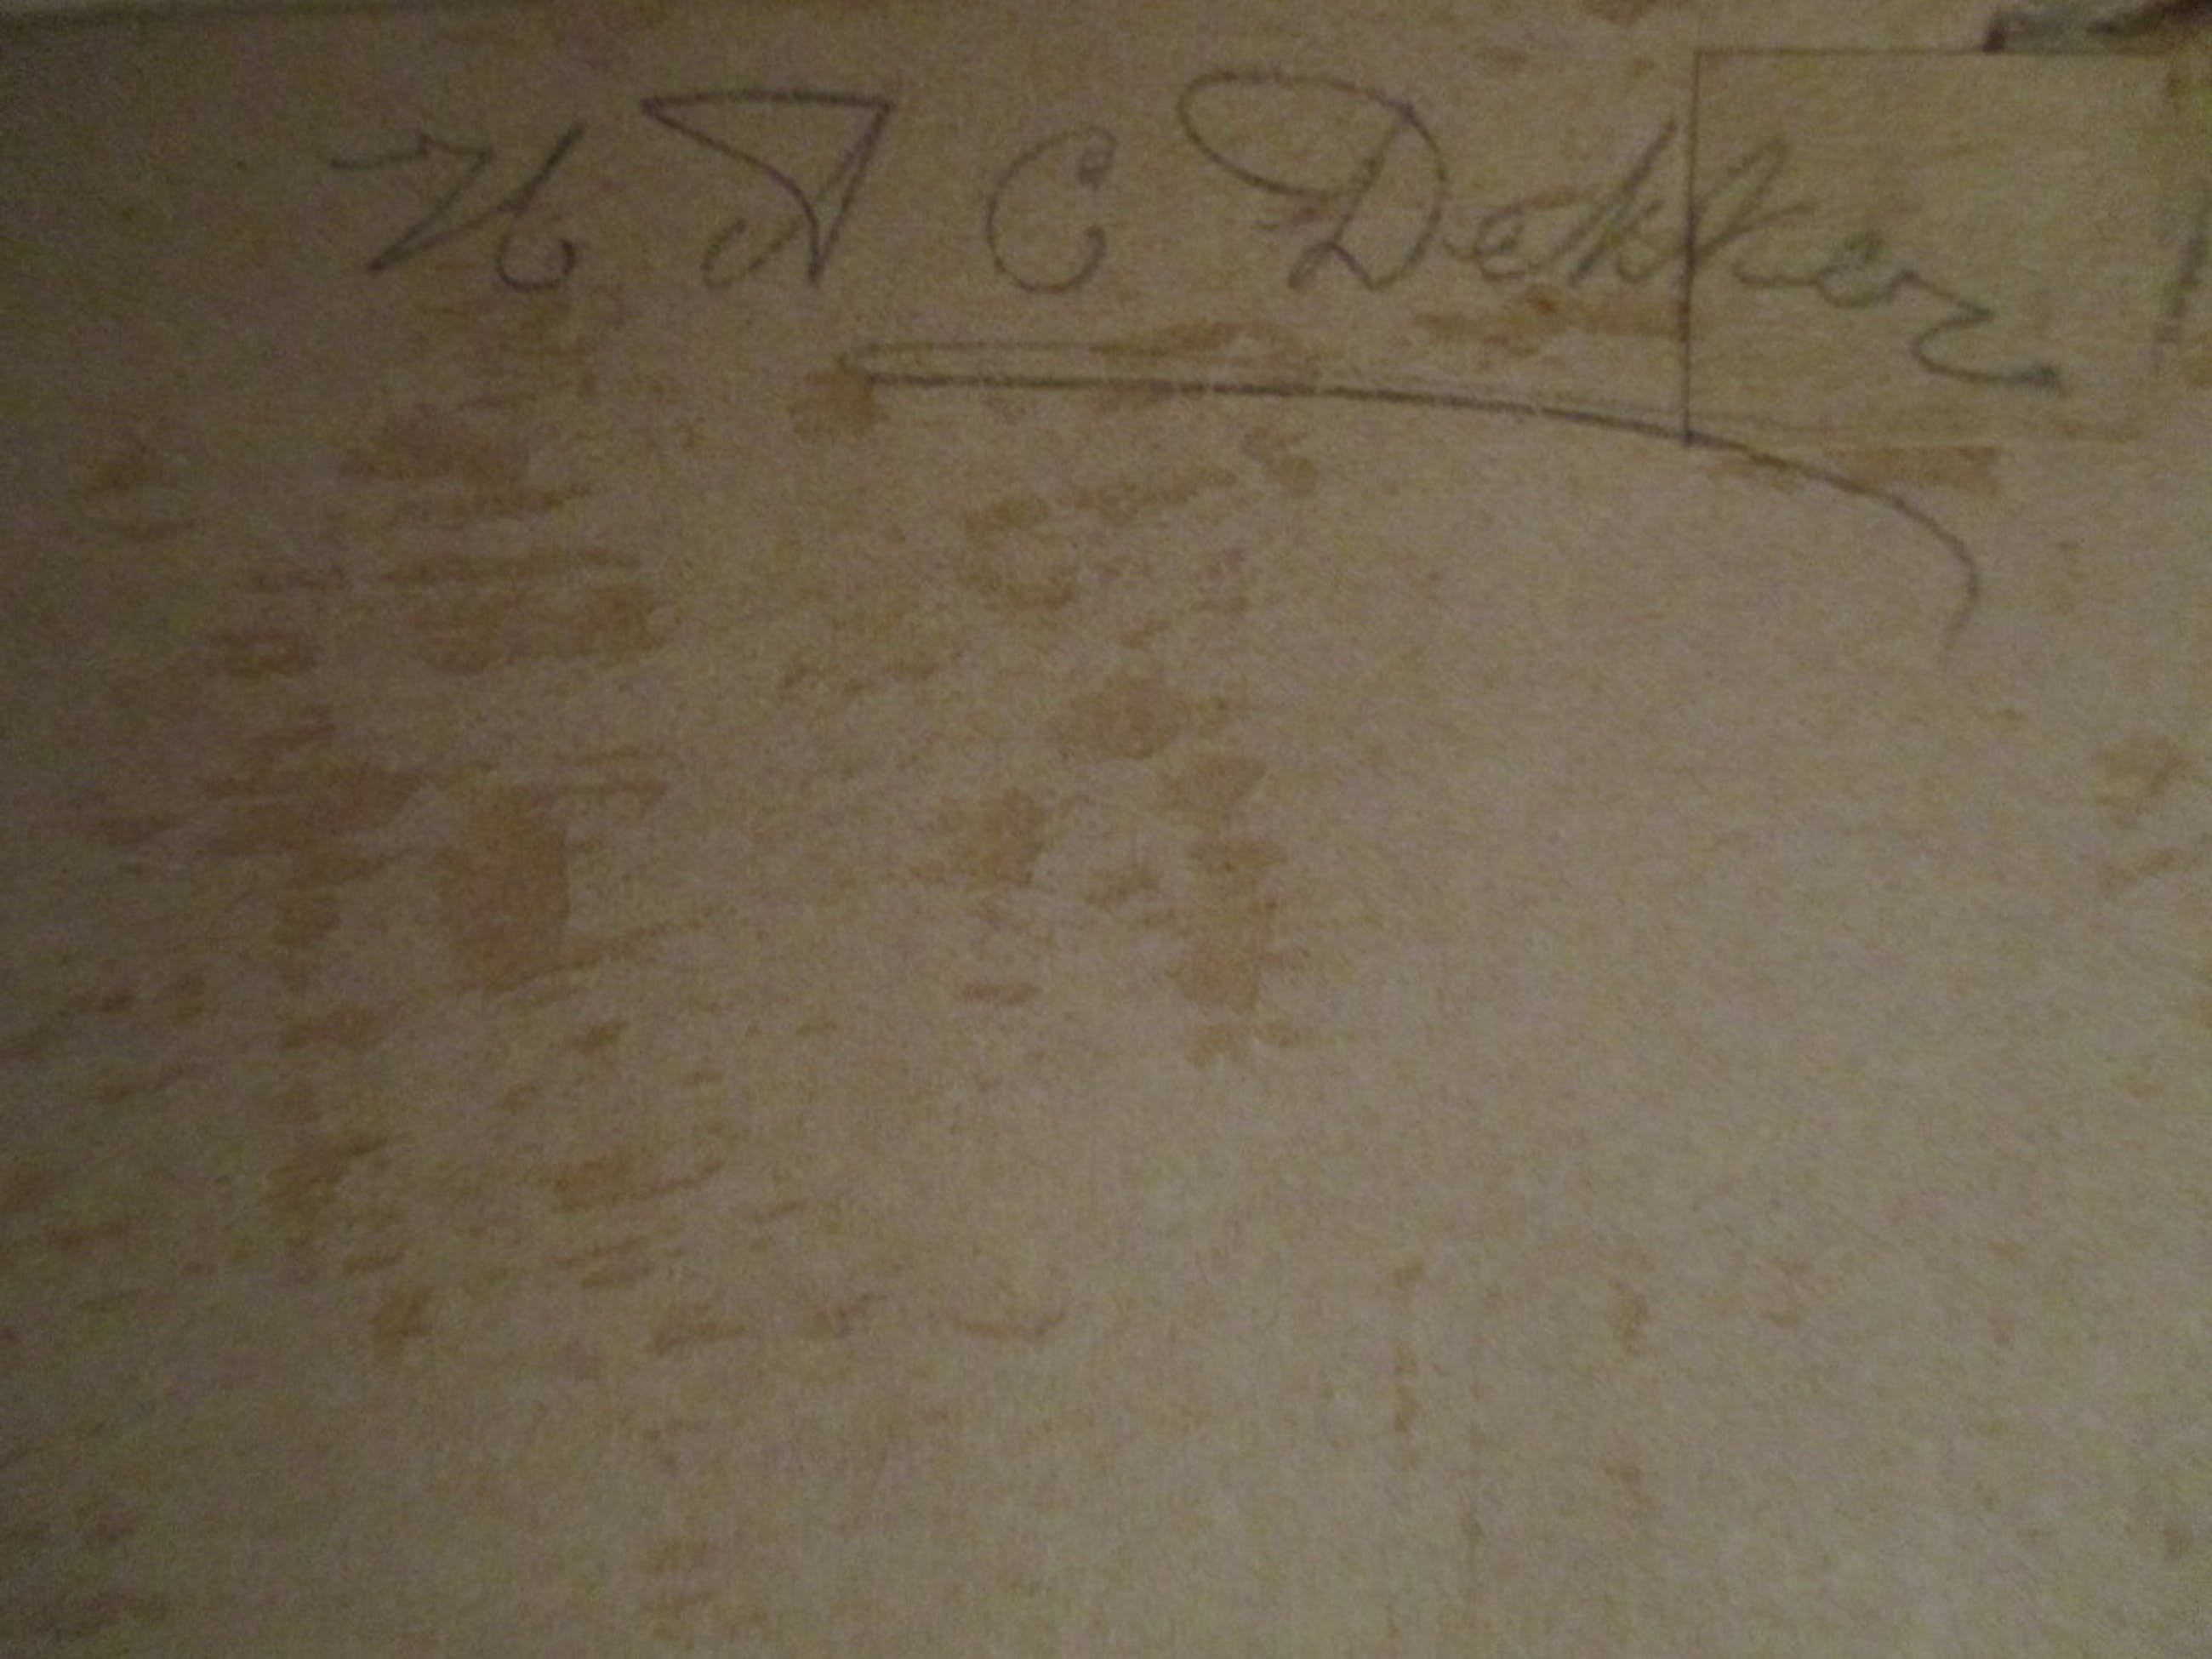 H A C Dekker